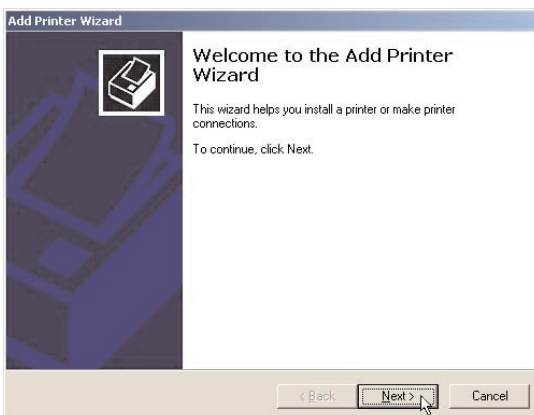 Add Printer Wizard
Welcome to the Add Printer
Wizard
This wizard helps you install a printer or make printer
connections.
To continue, click Next.
< Back
Next >
Cancel